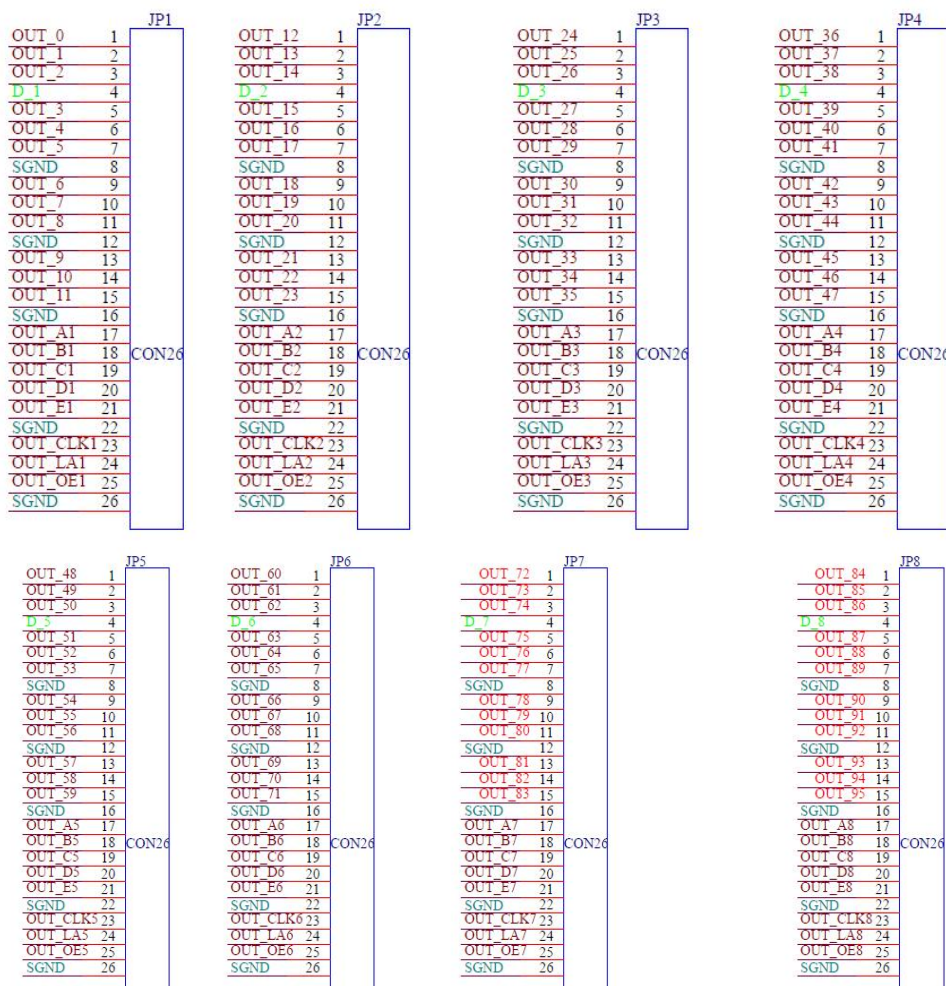 JP1
OUT_0 1
OUT_1 2
OUT_2 3
D_1 4
OUT_3 5
OUT_4 6
OUT_5 7
SGND 8
OUT_6 9
OUT_7 10
OUT_8 11
SGND 12
OUT_9 13
OUT_10 14
OUT_11 15
SGND 16
OUT_A1 17
OUT_B1 18 CON26
OUT_C1 19
OUT_D1 20
OUT_E1 21
SGND 22
OUT_CLK1 23
OUT_LA1 24
OUT_OE1 25
SGND 26
JP2
OUT_12 1
OUT_13 2
OUT_14 3
D_2 4
OUT_15 5
OUT_16 6
OUT_17 7
SGND 8
OUT_18 9
OUT_19 10
OUT_20 11
SGND 12
OUT_21 13
OUT_22 14
OUT_23 15
SGND 16
OUT_A2 17
OUT_B2 18 CON26
OUT_C2 19
OUT_D2 20
OUT_E2 21
SGND 22
OUT_CLK2 23
OUT_LA2 24
OUT_OE2 25
SGND 26
JP3
OUT_24 1
OUT_25 2
OUT_26 3
D_3 4
OUT_27 5
OUT_28 6
OUT_29 7
SGND 8
OUT_30 9
OUT_31 10
OUT_32 11
SGND 12
OUT_33 13
OUT_34 14
OUT_35 15
SGND 16
OUT_A3 17
OUT_B3 18 CON26
OUT_C3 19
OUT_D3 20
OUT_E3 21
SGND 22
OUT_CLK3 23
OUT_LA3 24
OUT_OE3 25
SGND 26
JP4
OUT_36 1
OUT_37 2
OUT_38 3
D_4 4
OUT_39 5
OUT_40 6
OUT_41 7
SGND 8
OUT_42 9
OUT_43 10
OUT_44 11
SGND 12
OUT_45 13
OUT_46 14
OUT_47 15
SGND 16
OUT_A4 17
OUT_B4 18 CON26
OUT_C4 19
OUT_D4 20
OUT_E4 21
SGND 22
OUT_CLK4 23
OUT_LA4 24
OUT_OE4 25
SGND 26
JP5
OUT_48 1
OUT_49 2
OUT_50 3
D_5 4
OUT_51 5
OUT_52 6
OUT_53 7
SGND 8
OUT_54 9
OUT_55 10
OUT_56 11
SGND 12
OUT_57 13
OUT_58 14
OUT_59 15
SGND 16
OUT_A5 17
OUT_B5 18 CON26
OUT_C5 19
OUT_D5 20
OUT_E5 21
SGND 22
OUT_CLK5 23
OUT_LA5 24
OUT_OE5 25
SGND 26
JP6
OUT_60 1
OUT_61 2
OUT_62 3
D_6 4
OUT_63 5
OUT_64 6
OUT_65 7
SGND 8
OUT_66 9
OUT_67 10
OUT_68 11
SGND 12
OUT_69 13
OUT_70 14
OUT_71 15
SGND 16
OUT_A6 17
OUT_B6 18 CON26
OUT_C6 19
OUT_D6 20
OUT_E6 21
SGND 22
OUT_CLK6 23
OUT_LA6 24
OUT_OE6 25
SGND 26
JP7
OUT_72 1
OUT_73 2
OUT_74 3
D_7 4
OUT_75 5
OUT_76 6
OUT_77 7
SGND 8
OUT_78 9
OUT_79 10
OUT_80 11
SGND 12
OUT_81 13
OUT_82 14
OUT_83 15
SGND 16
OUT_A7 17
OUT_B7 18 CON26
OUT_C7 19
OUT_D7 20
OUT_E7 21
SGND 22
OUT_CLK7 23
OUT_LA7 24
OUT_OE7 25
SGND 26
JP8
OUT_84 1
OUT_85 2
OUT_86 3
D_8 4
OUT_87 5
OUT_88 6
OUT_89 7
SGND 8
OUT_90 9
OUT_91 10
OUT_92 11
SGND 12
OUT_93 13
OUT_94 14
OUT_95 15
SGND 16
OUT_A8 17
OUT_B8 18 CON26
OUT_C8 19
OUT_D8 20
OUT_E8 21
SGND 22
OUT_CLK8 23
OUT_LA8 24
OUT_OE8 25
SGND 26